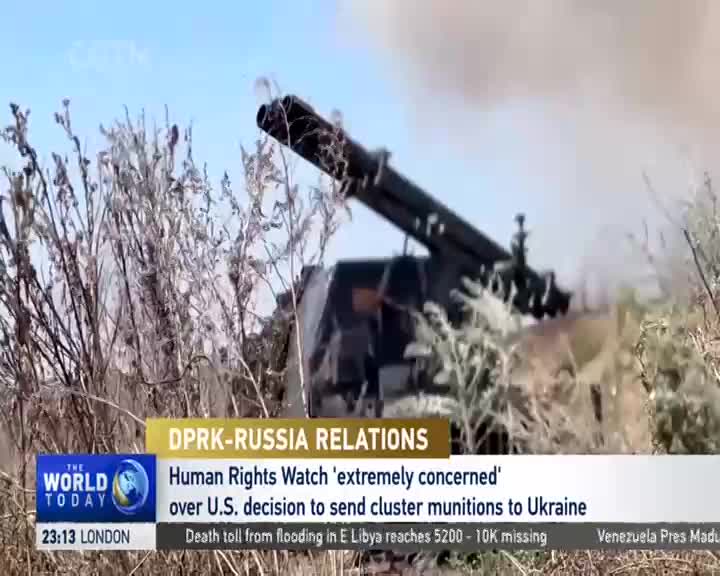 CGTN
DPRK-RUSSIA RELATIONS
THE
WORLD
TODAY
Human Rights Watch 'extremely concerned'
over U.S. decision to send cluster munitions to Ukraine
23:13 LONDON
Death toll from flooding in E Libya reaches 5200 - 10K missing
Venezuela Pres Madu